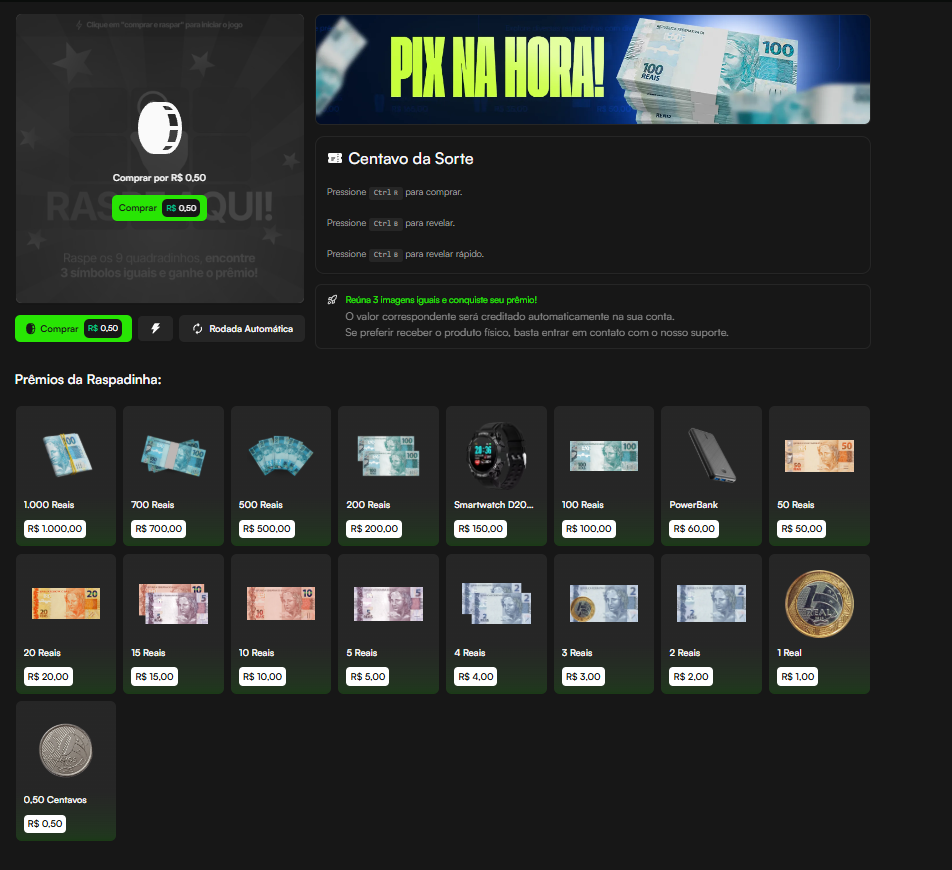 Clique em "comprar e raspar" para iniciar o jogo
Comprar por R$ 0,50
RASPE AQUI!
Comprar R$ 0,50
Raspe os 9 quadradinhos, encontre
3 símbolos iguais e ganhe o prêmio!
Comprar R$ 0,50
Rodada Automática
PIX NA HORA!
100
100
REAIS
Centavo da Sorte
Pressione Ctrl R para comprar.
Pressione Ctrl B para revelar.
Pressione Ctrl B para revelar rápido.
Reúna 3 imagens iguais e conquiste seu prêmio!
O valor correspondente será creditado automaticamente na sua conta.
Se preferir receber o produto físico, basta entrar em contato com o nosso suporte.
Prêmios da Raspadinha:
1.000 Reais
R$ 1.000,00
700 Reais
R$ 700,00
500 Reais
R$ 500,00
200 Reais
R$ 200,00
Smartwatch D20...
R$ 150,00
100 Reais
R$ 100,00
PowerBank
R$ 60,00
50 Reais
R$ 50,00
20 Reais
R$ 20,00
15 Reais
R$ 15,00
10 Reais
R$ 10,00
5 Reais
R$ 5,00
4 Reais
R$ 4,00
3 Reais
R$ 3,00
2 Reais
R$ 2,00
1 Real
R$ 1,00
0,50 Centavos
R$ 0,50